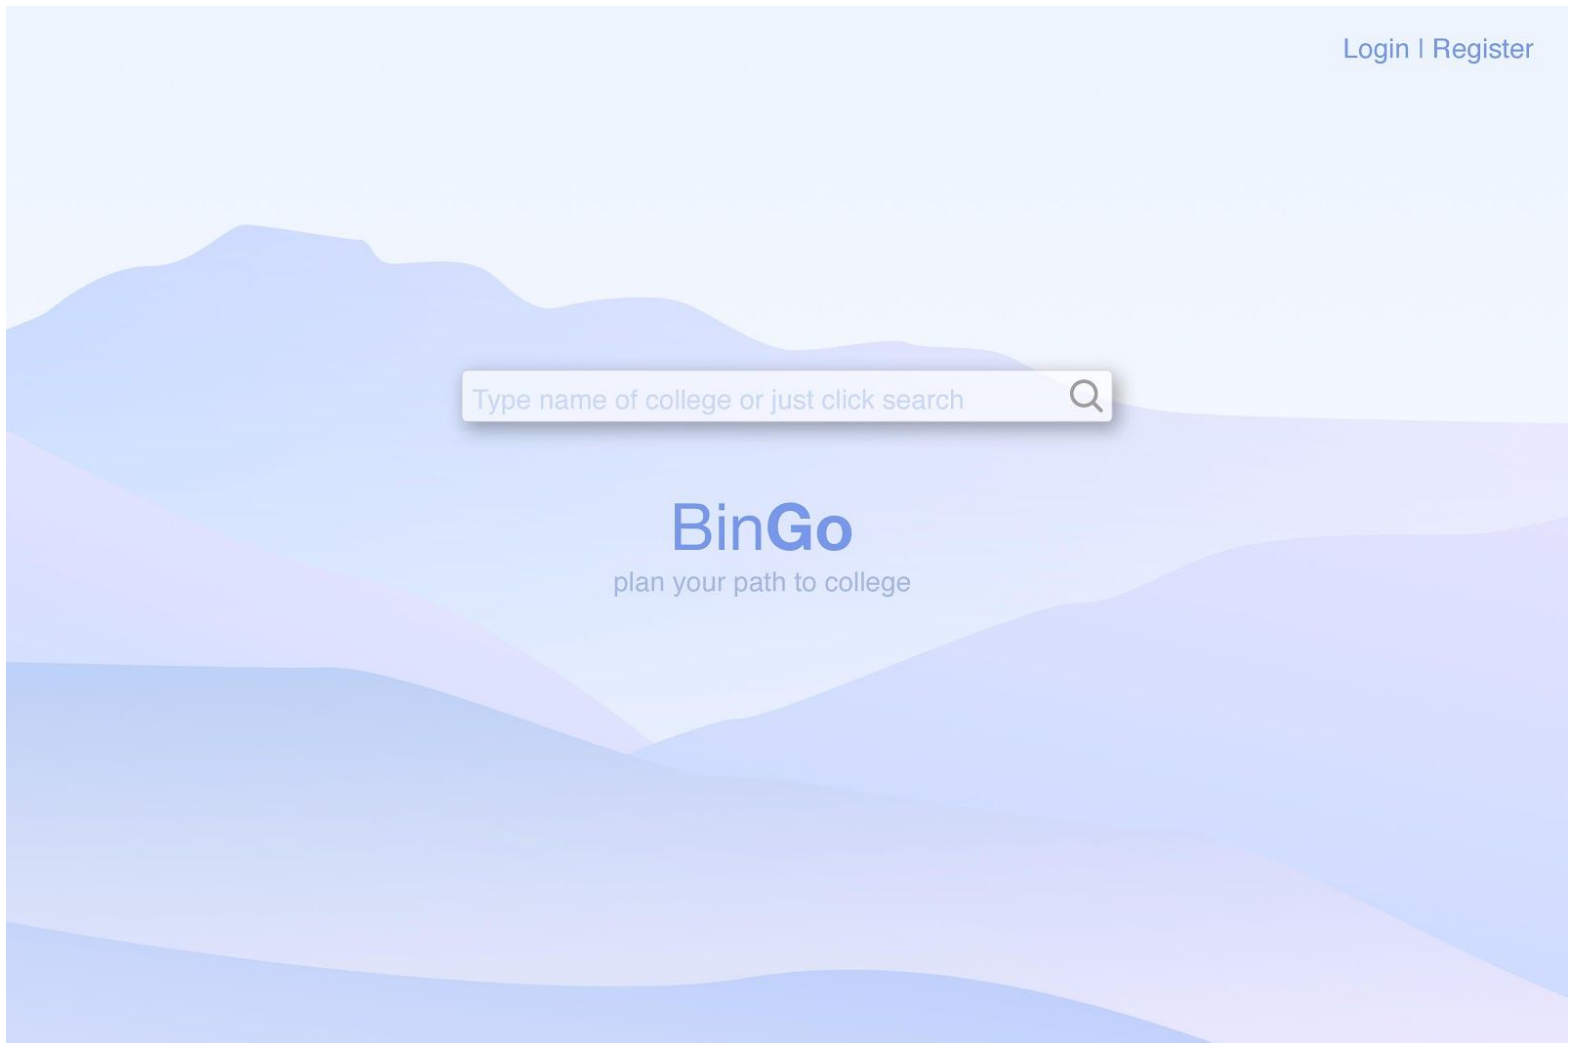 Login | Register
Type name of college or just click search
BinGo
plan your path to college